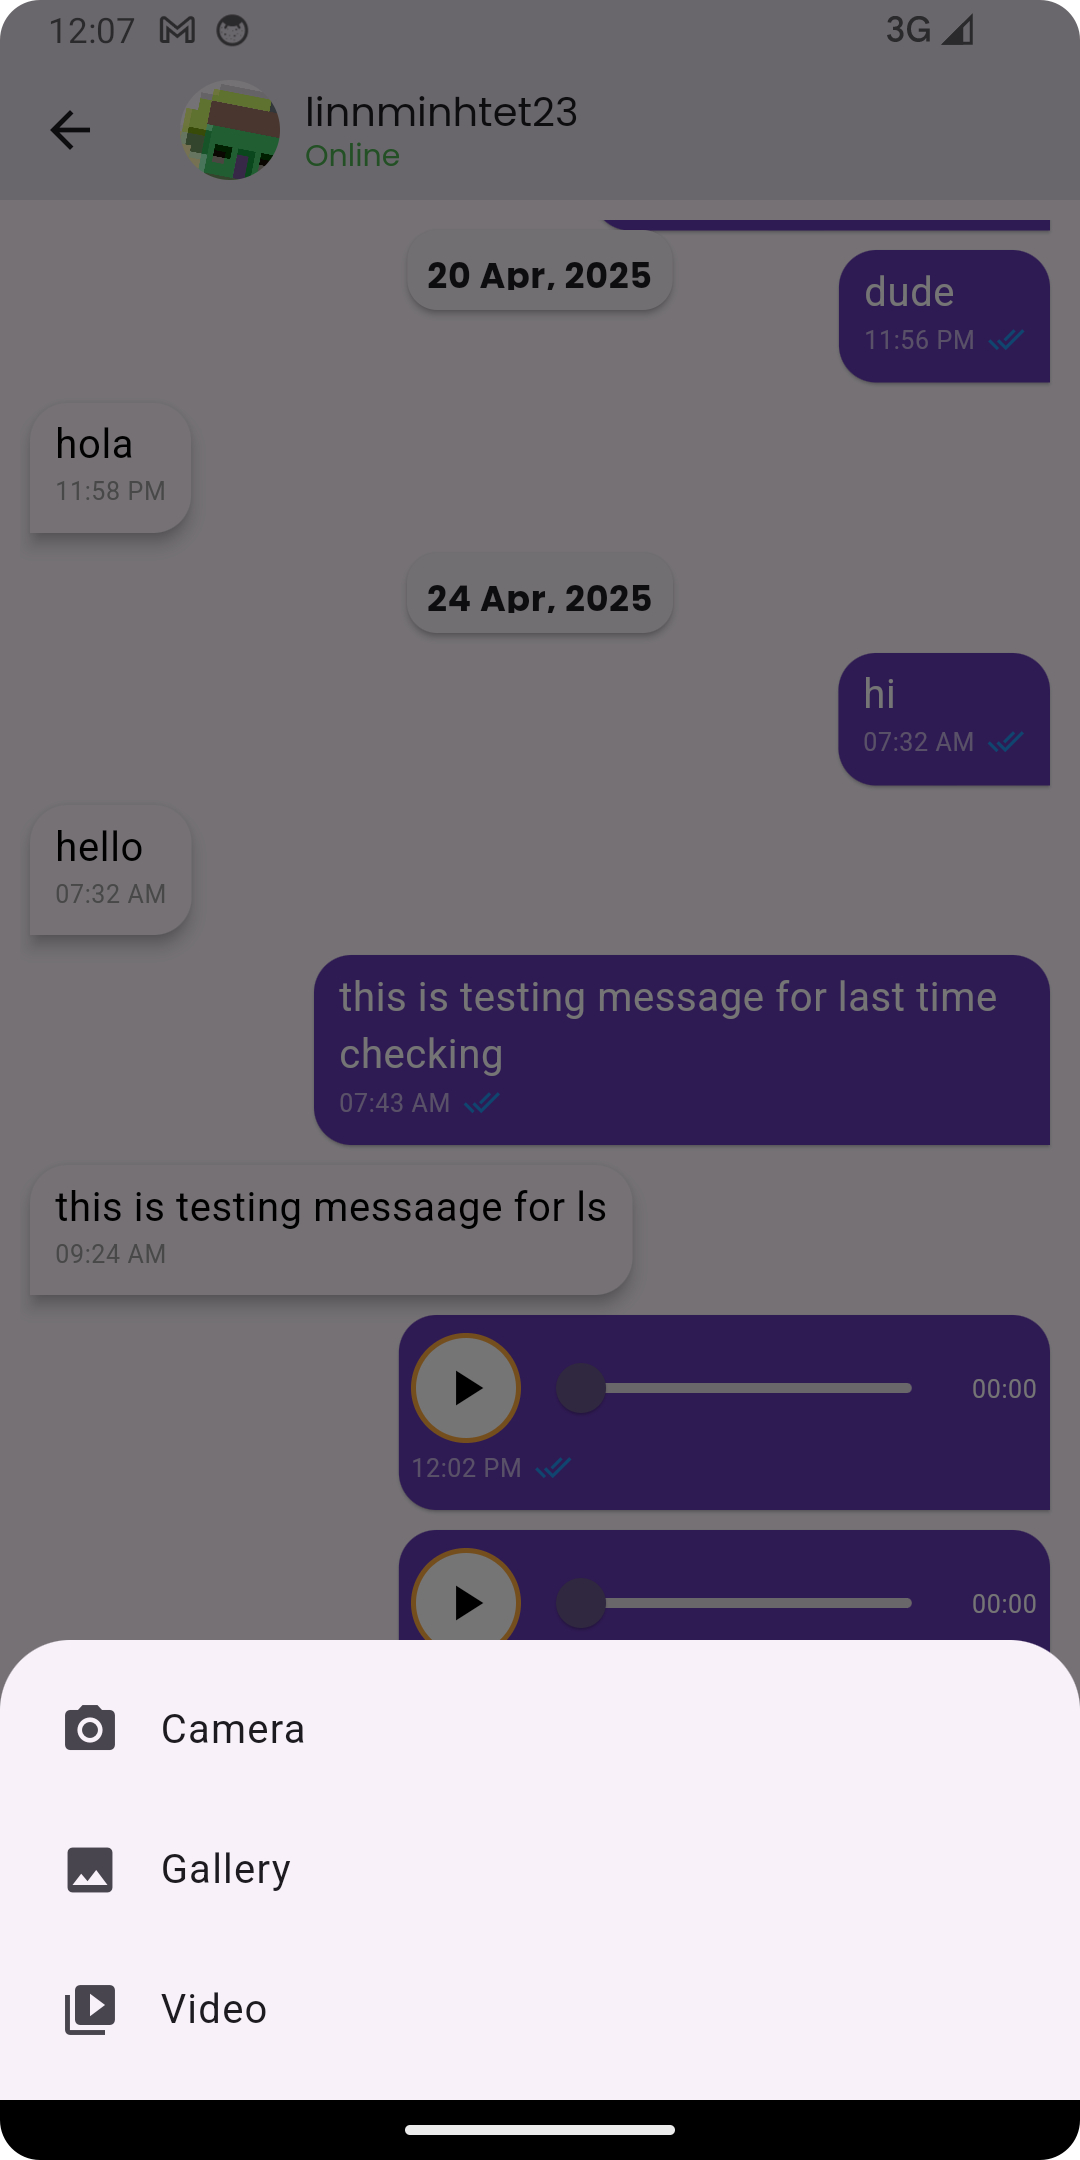 12:07
3G
linnminhtet23
Online
20 Apr, 2025
dude
11:56 PM
hola
11:58 PM
24 Apr, 2025
hi
07:32 AM
hello
07:32 AM
this is testing message for last time
checking
07:43 AM
this is testing messaage for ls
09:24 AM
00:00
12:02 PM
00:00
Camera
Gallery
Video